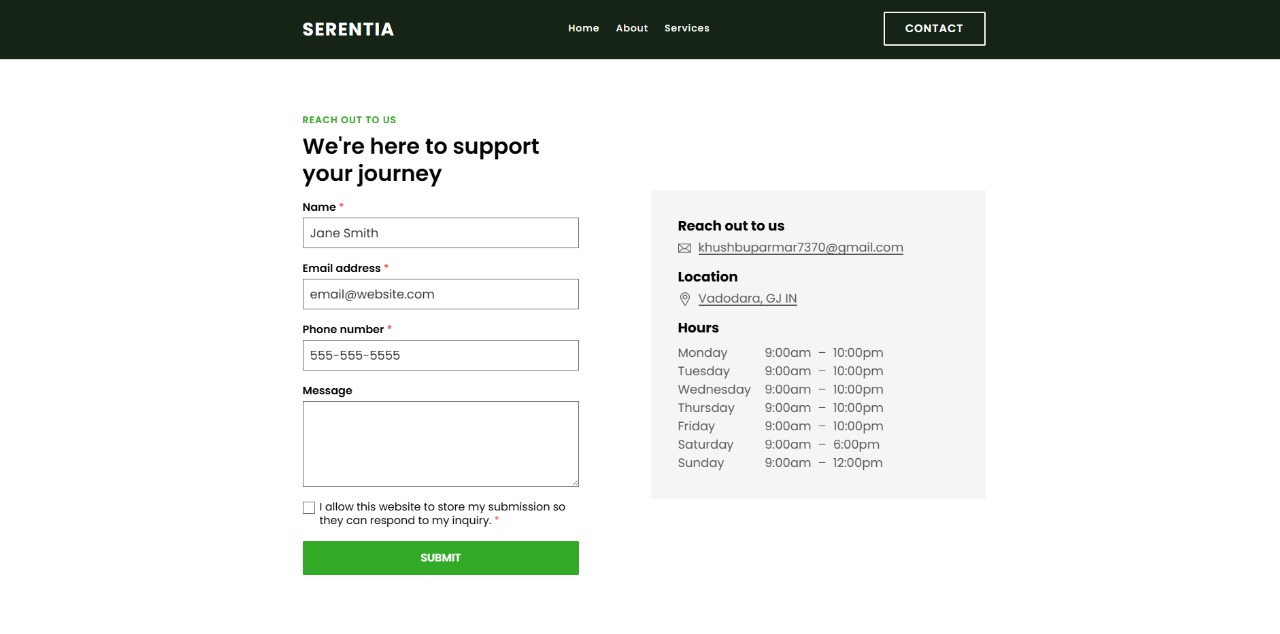 SERENTIA
Home About Services
CONTACT
REACH OUT TO US
We're here to support
your journey
Name *
Jane Smith
Email address *
email@website.com
Phone number *
555-555-5555
Message
I allow this website to store my submission so
they can respond to my inquiry. *
SUBMIT
Reach out to us
khushbuparmar7370@gmail.com
Location
Vadodara, GJ IN
Hours
Monday 9:00am – 10:00pm
Tuesday 9:00am – 10:00pm
Wednesday 9:00am – 10:00pm
Thursday 9:00am – 10:00pm
Friday 9:00am – 10:00pm
Saturday 9:00am – 6:00pm
Sunday 9:00am – 12:00pm